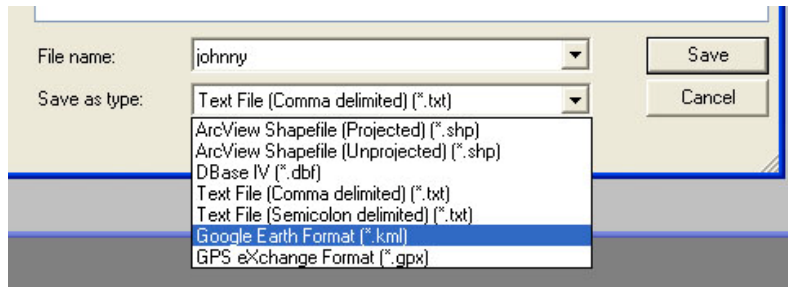 File name: johnny Save
Save as type: Text File (Comma delimited) (*.txt) Cancel
ArcView Shapefile (Projected) (*.shp)
ArcView Shapefile (Unprojected) (*.shp)
DBase IV (*.dbf)
Text File (Comma delimited) (*.txt)
Text File (Semicolon delimited) (*.txt)
Google Earth Format (*.kml)
GPS eXchange Format (*.gpx)